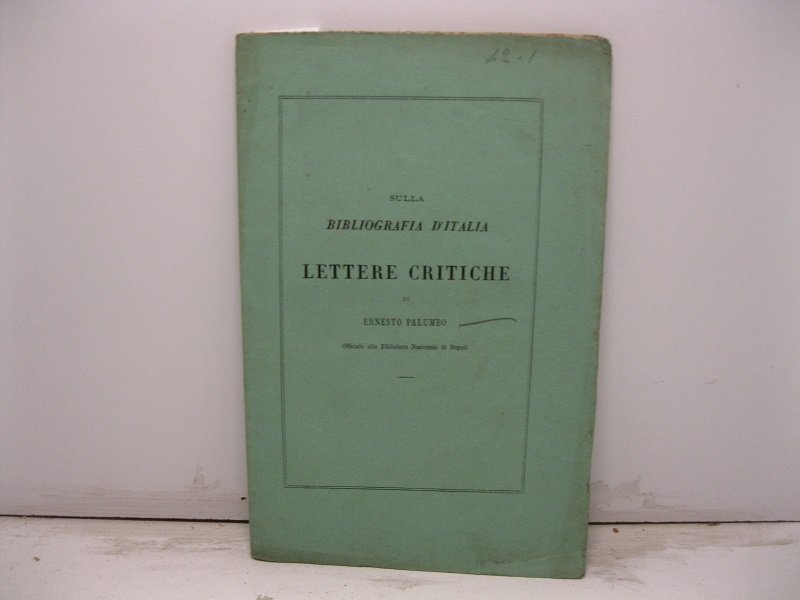 42-1
SULLA
BIBLIOGRAFIA D'ITALIA
LETTERE CRITICHE
DI
ERNESTO PALUMBO
Officiale alla Biblioteca Nazionale di Napoli